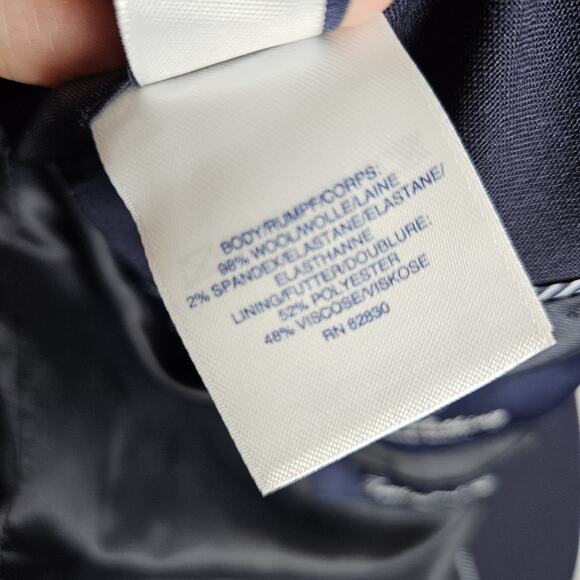 BODY/RUMPF/CORPS:
98% WOOL/WOLLE/LAINE
2% SPANDEX/ELASTANE/ELASTANE/
ELASTHANNE
LINING/FUTTER/DOUBLURE:
52% POLYESTER
48% VISCOSE/VISKOSE
RN 62830